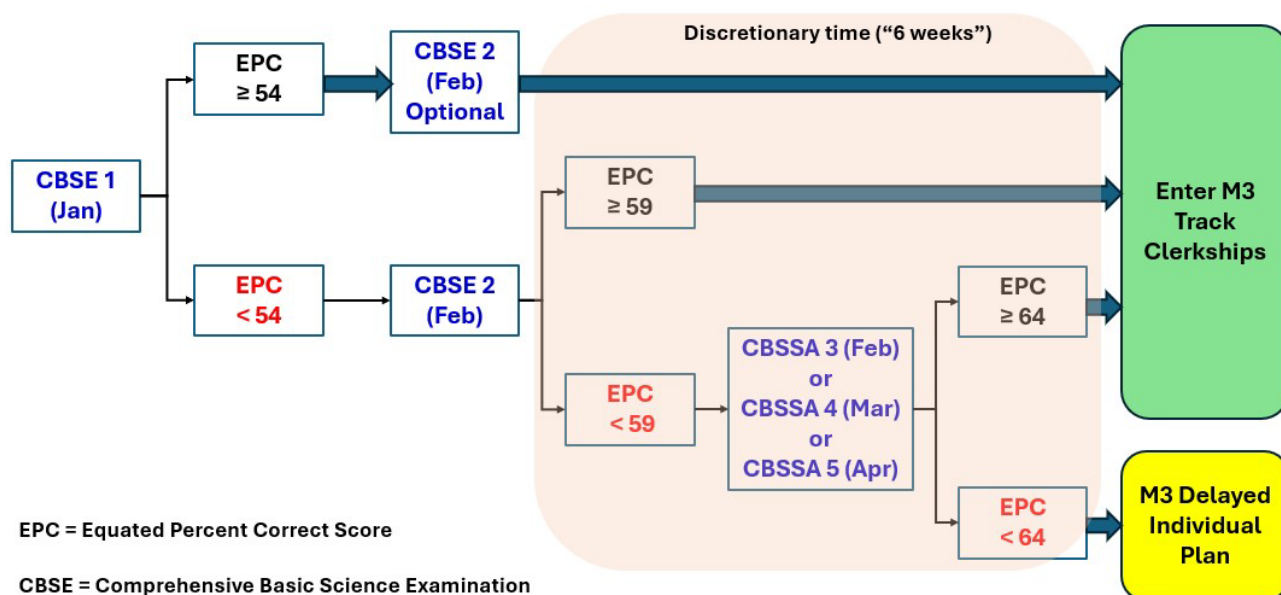 Discretionary time (“6 weeks”)
EPC
≥ 54
CBSE 2
(Feb)
Optional
CBSE 1
(Jan)
EPC
≥ 59
Enter M3
Track
Clerkships
EPC
< 54
CBSE 2
(Feb)
EPC
≥ 64
CBSSA 3 (Feb)
or
CBSSA 4 (Mar)
or
CBSSA 5 (Apr)
EPC
< 59
EPC
< 64
M3 Delayed
Individual
Plan
EPC = Equated Percent Correct Score
CBSE = Comprehensive Basic Science Examination